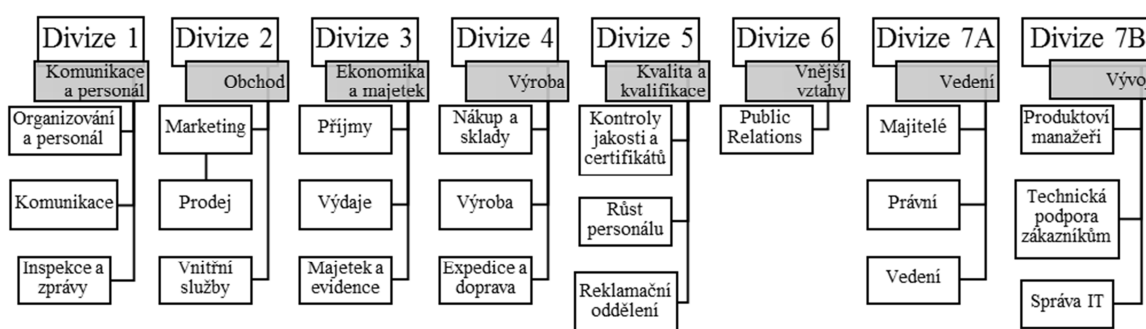 Divize 1
Komunikace
a personál
Organizování
a personál
Komunikace
Inspekce a
zprávy
Divize 2
Obchod
Marketing
Prodej
Vnitřní
služby
Divize 3
Ekonomika
a majetek
Příjmy
Výdaje
Majetek a
evidence
Divize 4
Výroba
Nákup a
sklady
Výroba
Expedice a
doprava
Divize 5
Kvalita a
kvalifikace
Kontroly
jakosti a
certifikátů
Růst
personálu
Reklamační
oddělení
Divize 6
Vnější
vztahy
Public
Relations
Divize 7A
Vedení
Majitelé
Právní
Vedení
Divize 7B
Vývoj
Produktoví
manažeři
Technická
podpora
zákazníkům
Správa IT